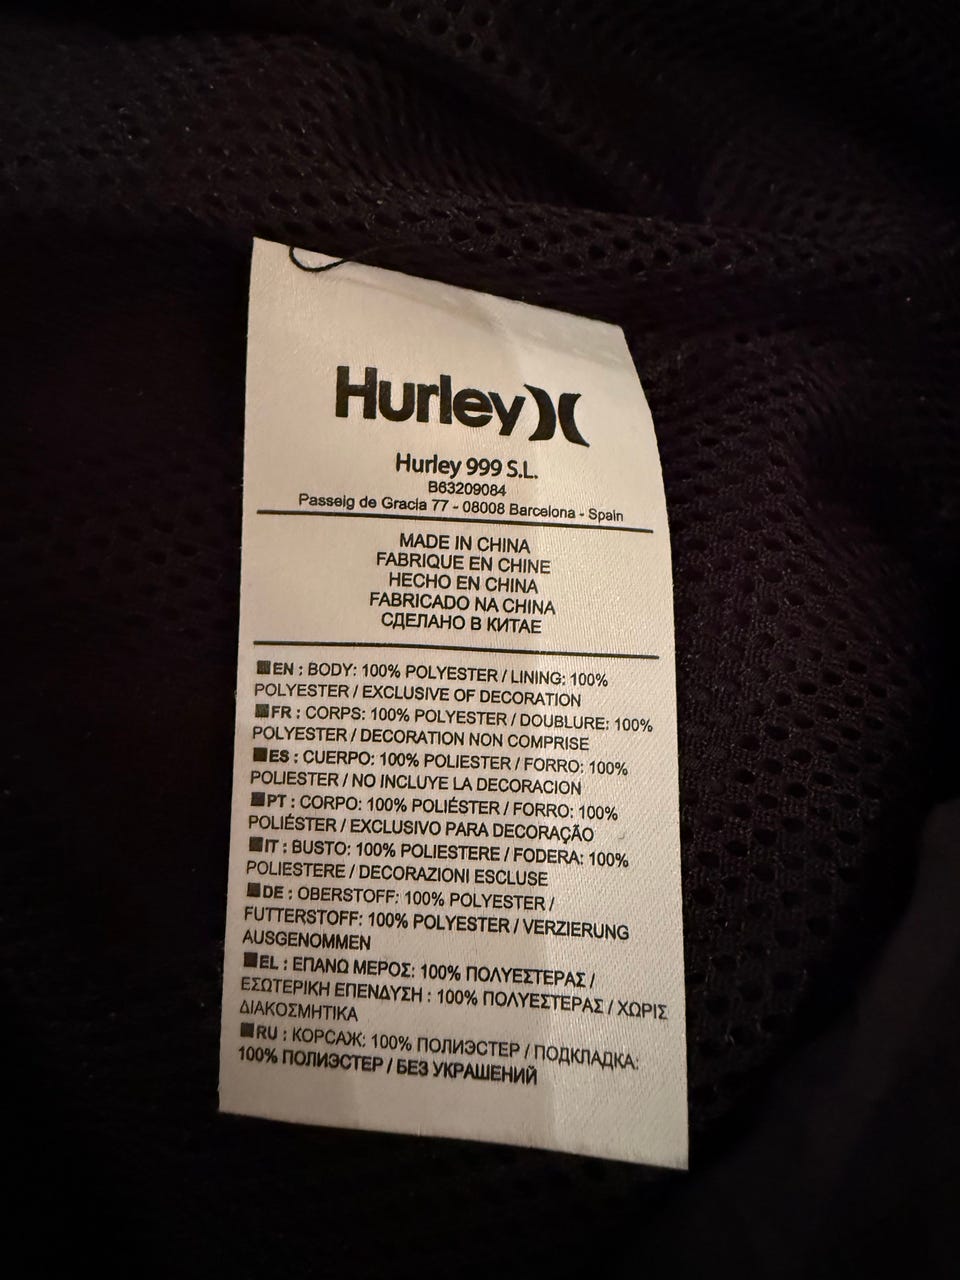 Hurley
Hurley 999 S.L.
B63209084
Passeig de Gracia 77 - 08008 Barcelona - Spain
MADE IN CHINA
FABRIQUE EN CHINE
HECHO EN CHINA
FABRICADO NA CHINA
СДЕЛАНО В КИТАЕ
EN : BODY: 100% POLYESTER / LINING: 100%
POLYESTER / EXCLUSIVE OF DECORATION
FR : CORPS: 100% POLYESTER / DOUBLURE: 100%
POLYESTER / DECORATION NON COMPRISE
ES : CUERPO: 100% POLIESTER / FORRO: 100%
POLIESTER / NO INCLUYE LA DECORACION
PT : CORPO: 100% POLIÉSTER / FORRO: 100%
POLIÉSTER / EXCLUSIVO PARA DECORAÇÃO
IT : BUSTO: 100% POLIESTERE / FODERA: 100%
POLIESTERE / DECORAZIONI ESCLUSE
DE : OBERSTOFF: 100% POLYESTER /
FUTTERSTOFF: 100% POLYESTER / VERZIERUNG
AUSGENOMMEN
EL : ΕΠΑΝΩ ΜΕΡΟΣ: 100% ΠΟΛΥΕΣΤΕΡΑΣ /
ΕΣΩΤΕΡΙΚΗ ΕΠΕΝΔΥΣΗ : 100% ΠΟΛΥΕΣΤΕΡΑΣ / ΧΩΡΙΣ
ΔΙΑΚΟΣΜΗΤΙΚΑ
RU : КОРСАЖ: 100% ПОЛИЭСТЕР / ПОДКЛАДКА:
100% ПОЛИЭСТЕР / БЕЗ УКРАШЕНИЙ